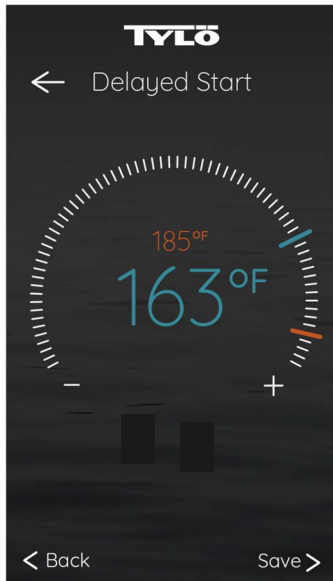 TYLÖ
Delayed Start
185°F
163°F
− +
< Back Save >